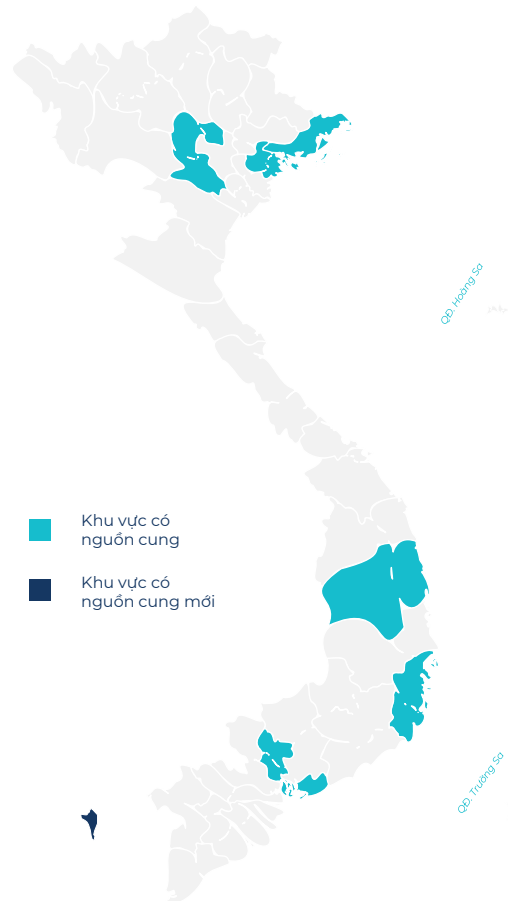 QĐ. Hoàng Sa
Khu vực có
nguồn cung
Khu vực có
nguồn cung mới
QĐ. Trường Sa